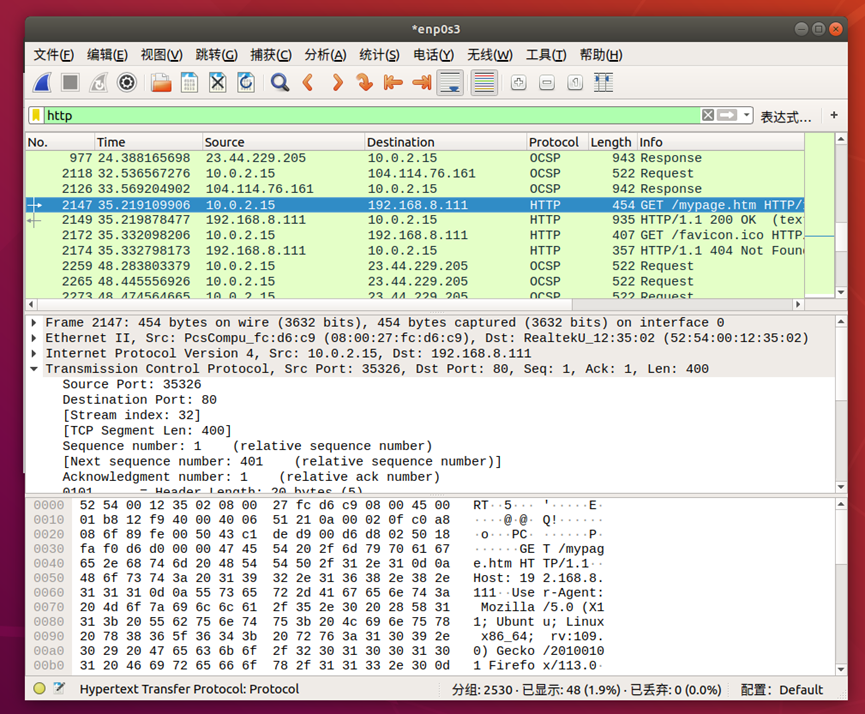 *enp0s3
文件(F) 编辑(E) 视图(V) 跳转(G) 捕获(C) 分析(A) 统计(S) 电话(Y) 无线(W) 工具(T) 帮助(H)
http 表达式… +
No. Time Source Destination Protocol Length Info
977 24.388165698 23.44.229.205 10.0.2.15 OCSP 943 Response
2118 32.536567276 10.0.2.15 104.114.76.161 OCSP 522 Request
2126 33.569204902 104.114.76.161 10.0.2.15 OCSP 942 Response
2147 35.219109906 10.0.2.15 192.168.8.111 HTTP 454 GET /mypage.htm HTTP/1
2149 35.219878477 192.168.8.111 10.0.2.15 HTTP 935 HTTP/1.1 200 OK (tex
2172 35.332098206 10.0.2.15 192.168.8.111 HTTP 407 GET /favicon.ico HTTP
2174 35.332798173 192.168.8.111 10.0.2.15 HTTP 357 HTTP/1.1 404 Not Foun
2259 48.283803379 10.0.2.15 23.44.229.205 OCSP 522 Request
2265 48.445556926 10.0.2.15 23.44.229.205 OCSP 522 Request
2273 48.474564665 10.0.2.15 23.44.229.205 OCSP 522 Request
Frame 2147: 454 bytes on wire (3632 bits), 454 bytes captured (3632 bits) on interface 0
Ethernet II, Src: PcsCompu_fc:d6:c9 (08:00:27:fc:d6:c9), Dst: RealtekU_12:35:02 (52:54:00:12:35:02)
Internet Protocol Version 4, Src: 10.0.2.15, Dst: 192.168.8.111
Transmission Control Protocol, Src Port: 35326, Dst Port: 80, Seq: 1, Ack: 1, Len: 400
Source Port: 35326
Destination Port: 80
[Stream index: 32]
[TCP Segment Len: 400]
Sequence number: 1 (relative sequence number)
[Next sequence number: 401 (relative sequence number)]
Acknowledgment number: 1 (relative ack number)
0101 .... = Header Length: 20 bytes (5)
0000 52 54 00 12 35 02 08 00 27 fc d6 c9 08 00 45 00 RT··5···'·····E·
0010 01 b8 12 f9 40 00 40 06 51 21 0a 00 02 0f c0 a8 ····@·@·Q!······
0020 08 6f 89 fe 00 50 43 c1 de d9 00 d6 d8 02 50 18 ·o···PC·······P·
0030 fa f0 d6 d0 00 00 47 45 54 20 2f 6d 79 70 61 67 ······GET /mypag
0040 65 2e 68 74 6d 20 48 54 54 50 2f 31 2e 31 0d 0a e.htm HTTP/1.1··
0050 48 6f 73 74 3a 20 31 39 32 2e 31 36 38 2e 38 2e Host: 192.168.8.
0060 31 31 31 0d 0a 55 73 65 72 2d 41 67 65 6e 74 3a 111··User-Agent:
0070 20 4d 6f 7a 69 6c 6c 61 2f 35 2e 30 20 28 58 31 Mozilla/5.0 (X1
0080 31 3b 20 55 62 75 6e 74 75 3b 20 4c 69 6e 75 78 1; Ubuntu; Linux
0090 20 78 38 36 5f 36 34 3b 20 72 76 3a 31 30 39 2e x86_64; rv:109.
00a0 30 29 20 47 65 63 6b 6f 2f 32 30 31 30 30 31 30 0) Gecko/2010010
00b0 31 20 46 69 72 65 66 6f 78 2f 31 31 33 2e 30 0d 1 Firefox/113.0·
Hypertext Transfer Protocol: Protocol 分组: 2530 · 已显示: 48 (1.9%) · 已丢弃: 0 (0.0%) 配置: Default